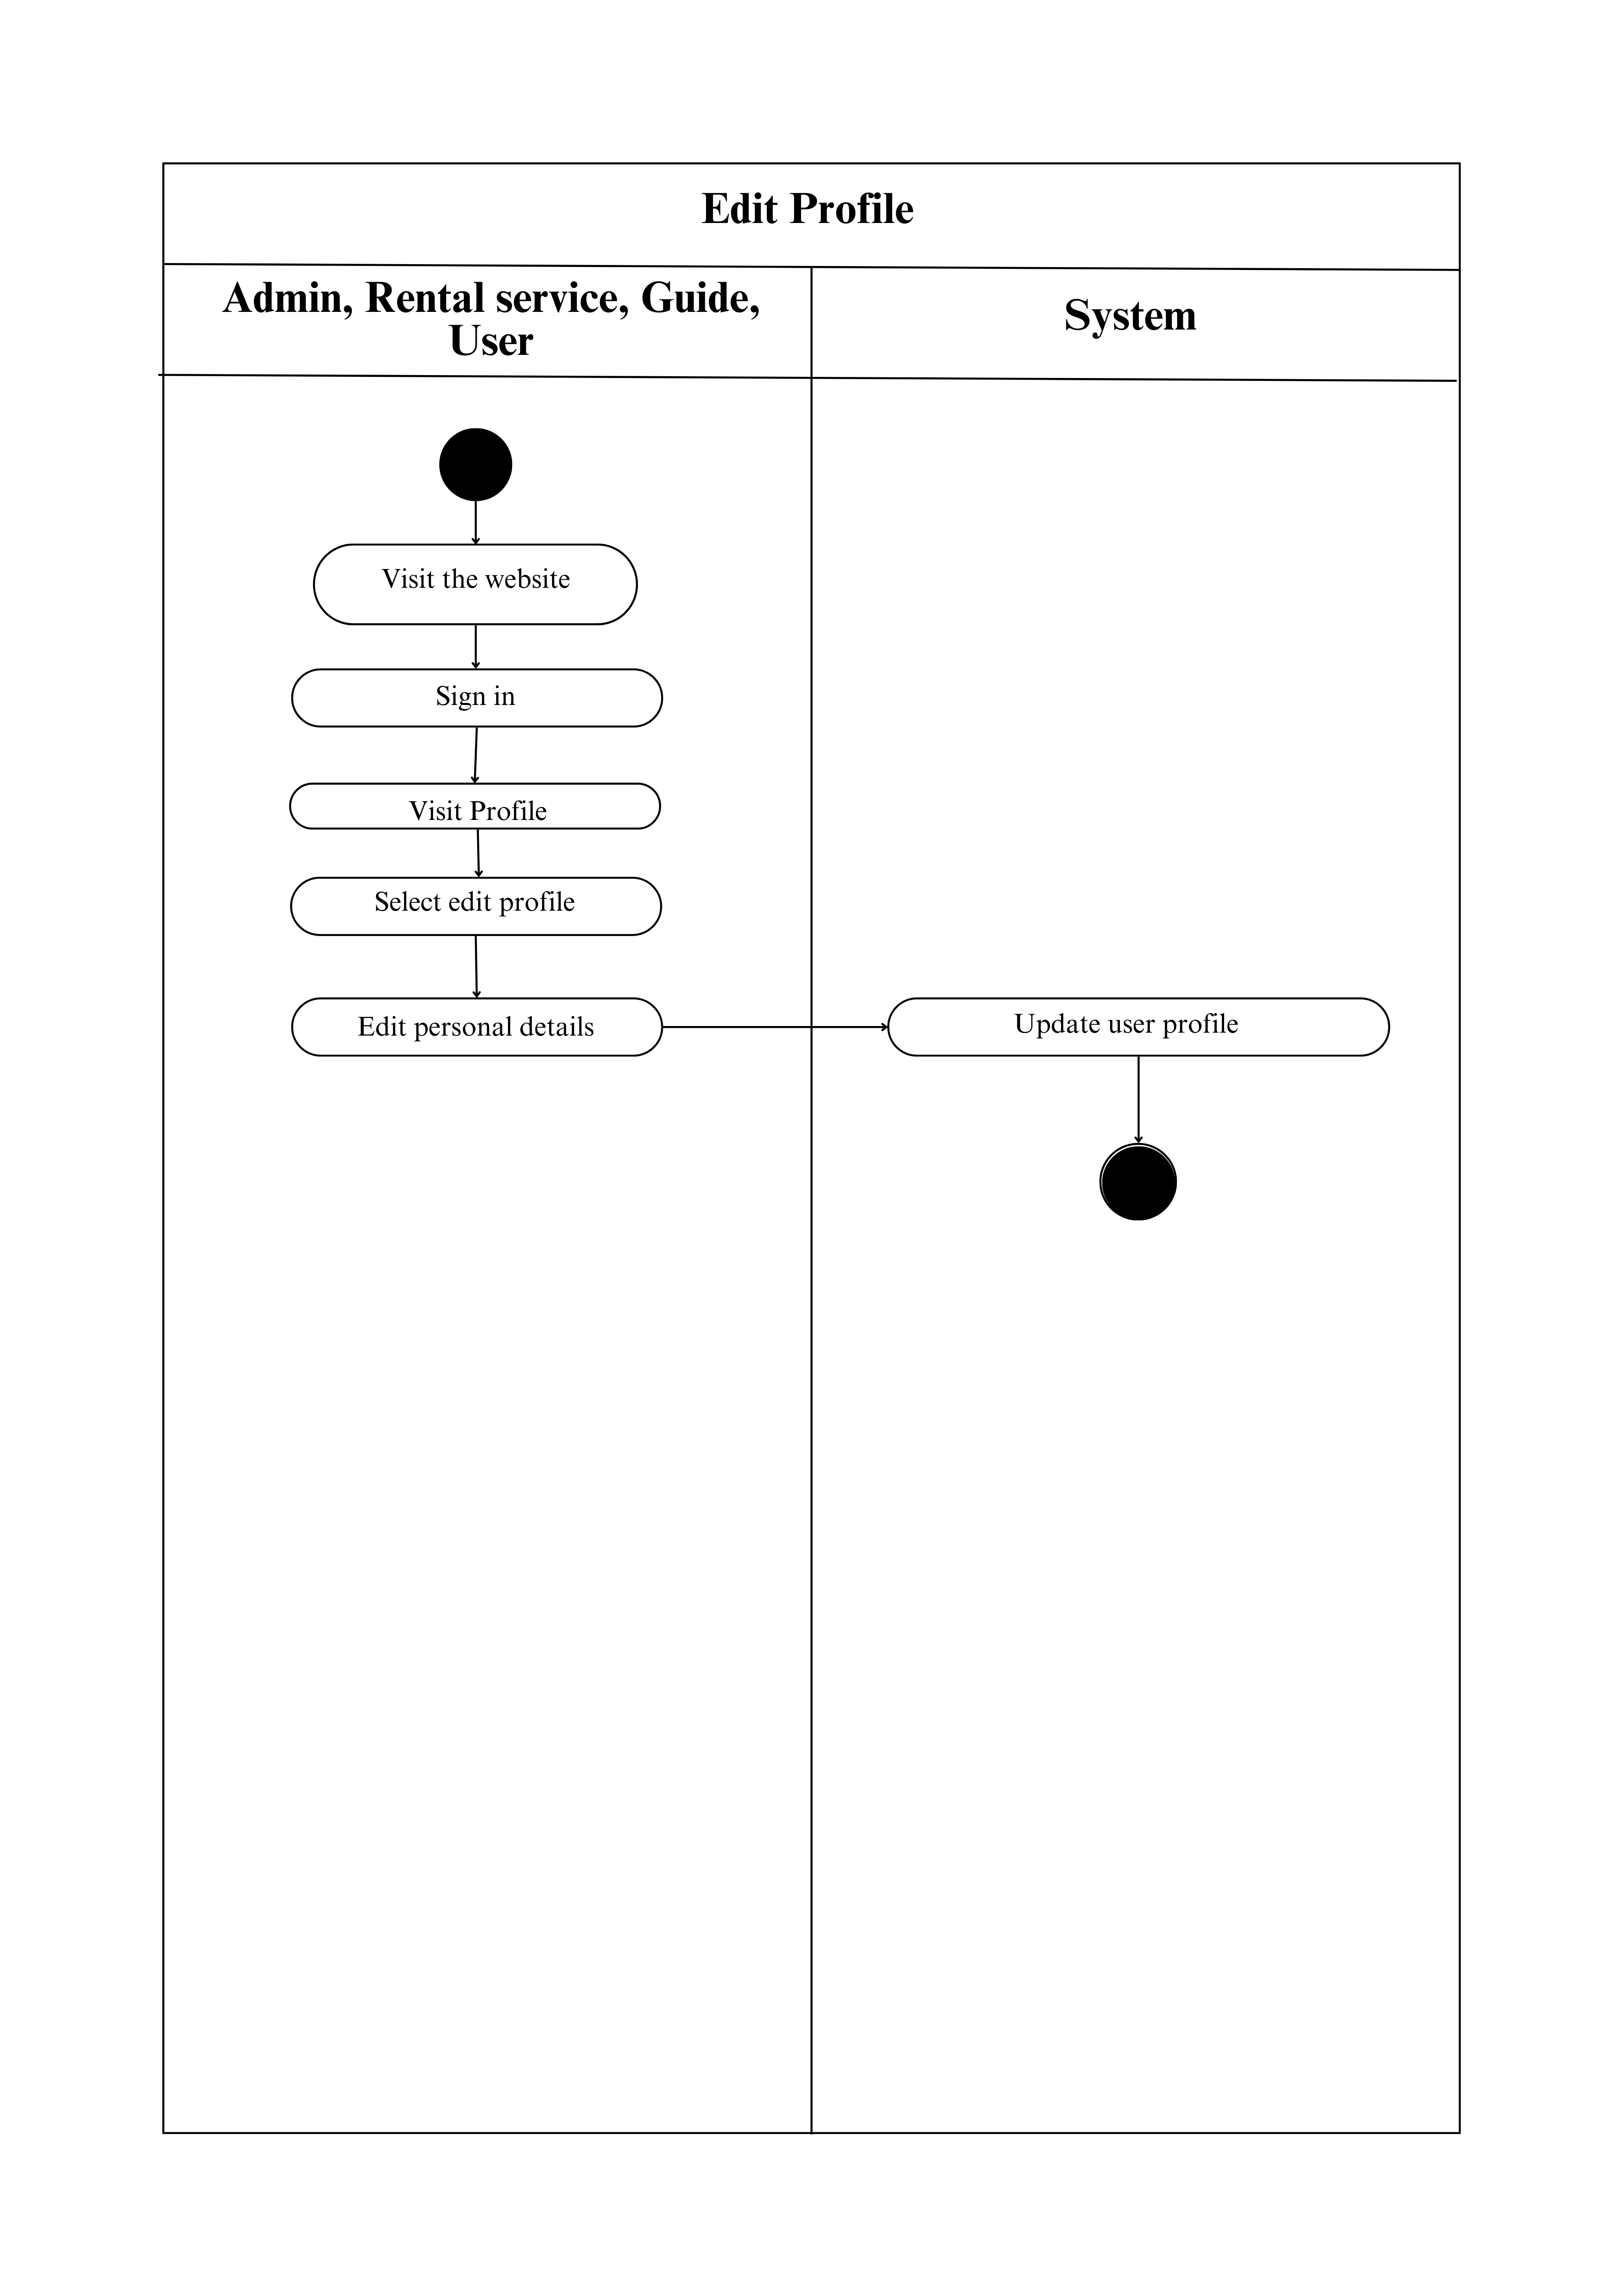 Edit Profile
Admin, Rental service, Guide,
User
System
Visit the website
Sign in
Visit Profile
Select edit profile
Edit personal details
Update user profile